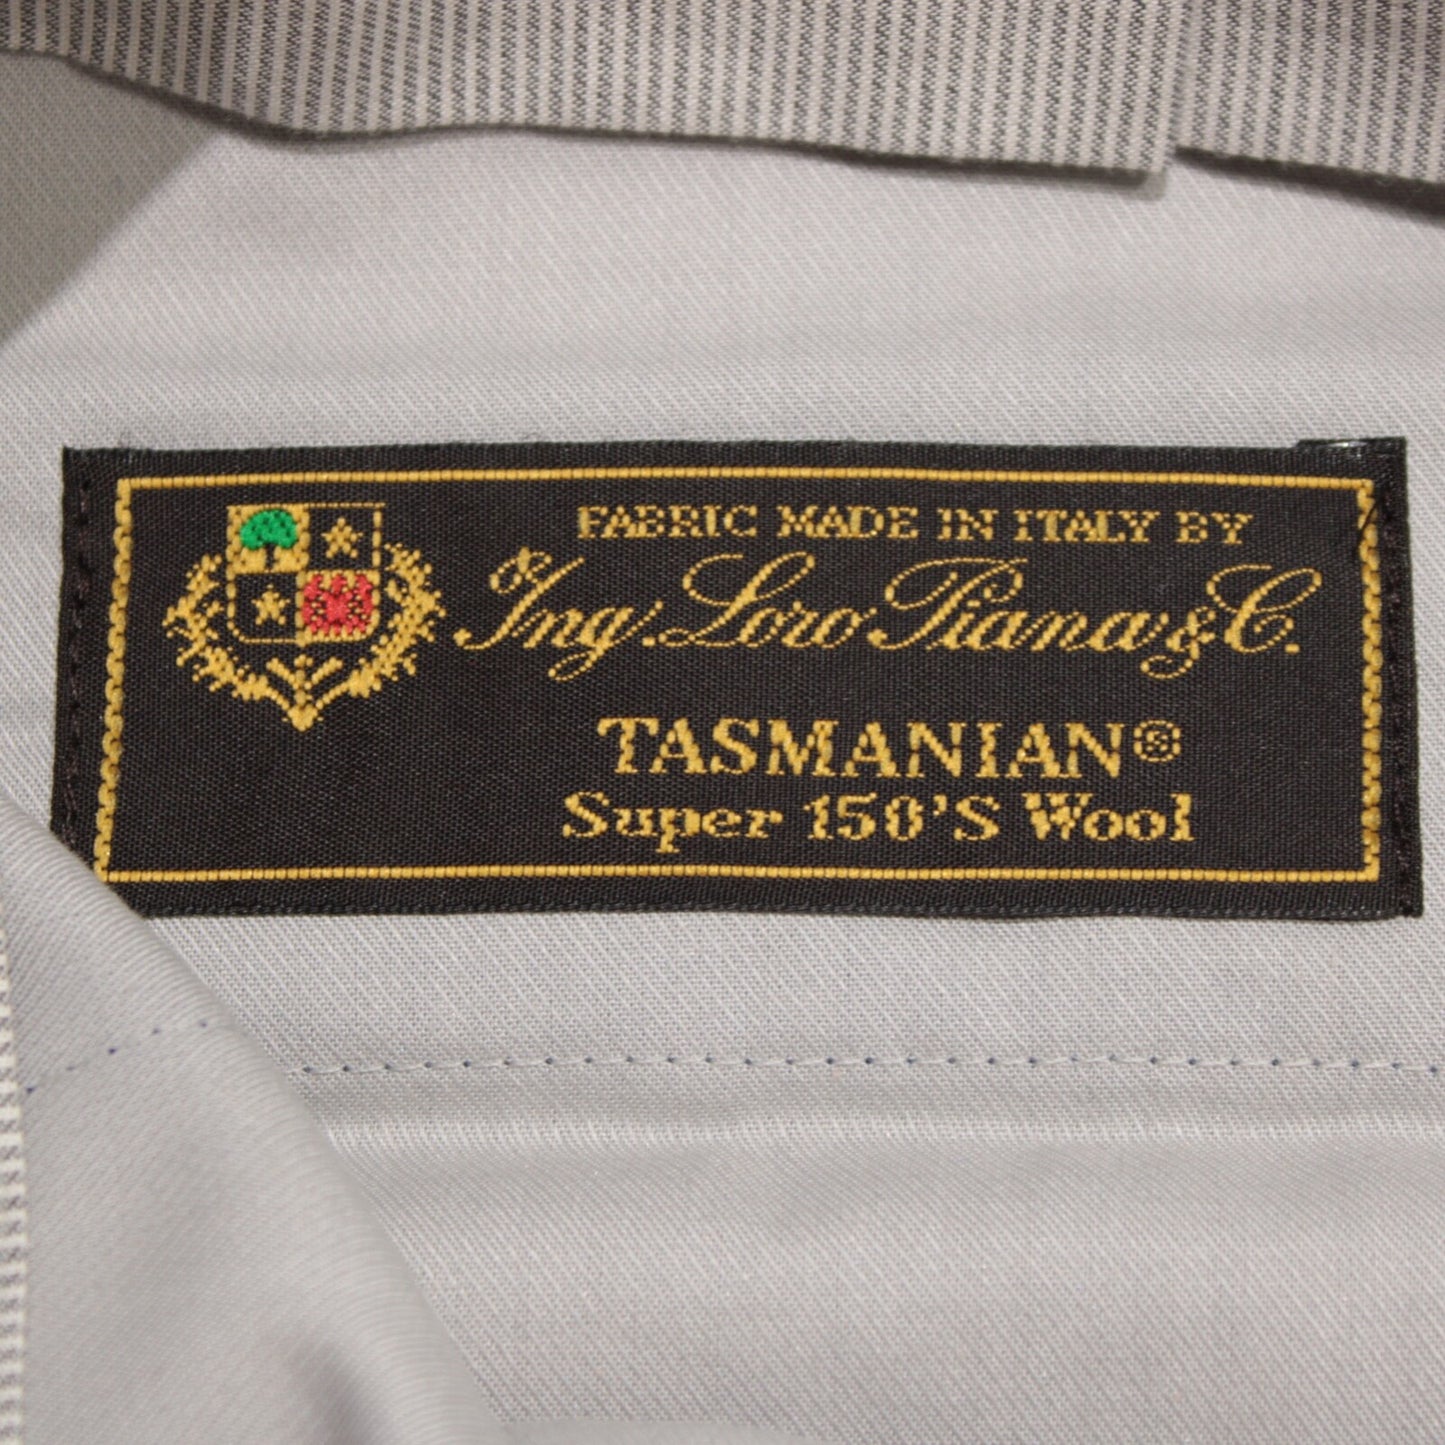 FABRIC MADE IN ITALY BY
Ing. Loro Piana & C.
TASMANIAN®
Super 150'S Wool